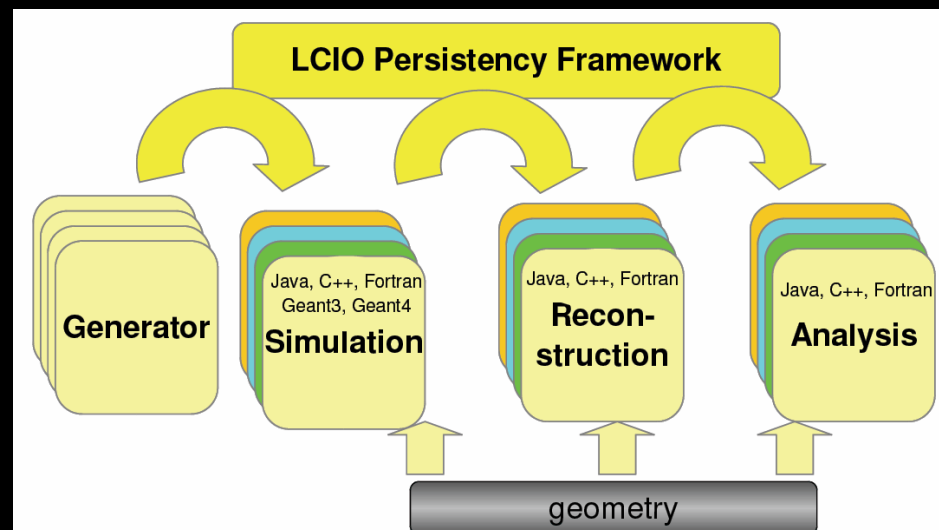 LCIO Persistency Framework
Generator
Java, C++, Fortran
Geant3, Geant4
Simulation
Java, C++, Fortran
Recon-
struction
Java, C++, Fortran
Analysis
geometry